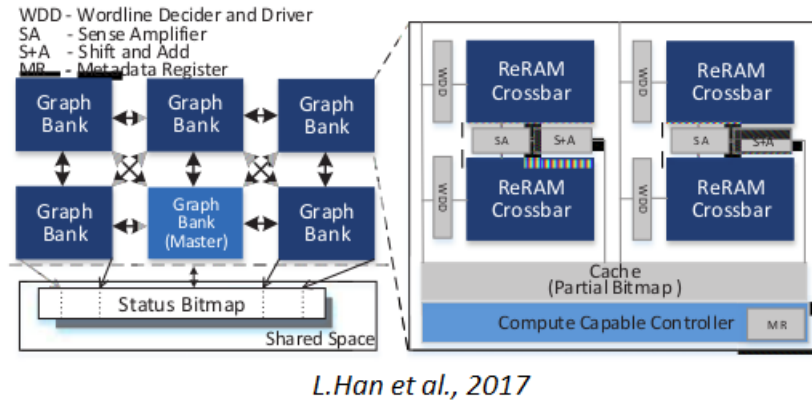 WDD - Wordline Decider and Driver
SA - Sense Amplifier
S+A - Shift and Add
MR - Metadata Register
Graph
Bank
Graph
Bank
Graph
Bank
Graph
Bank
Graph
Bank
(Master)
Graph
Bank
Status Bitmap
Shared Space
WDD
ReRAM
Crossbar
WDD
ReRAM
Crossbar
SA
S+A
SA
S+A
WDD
ReRAM
Crossbar
WDD
ReRAM
Crossbar
Cache
(Partial Bitmap )
Compute Capable Controller
MR
L.Han et al., 2017